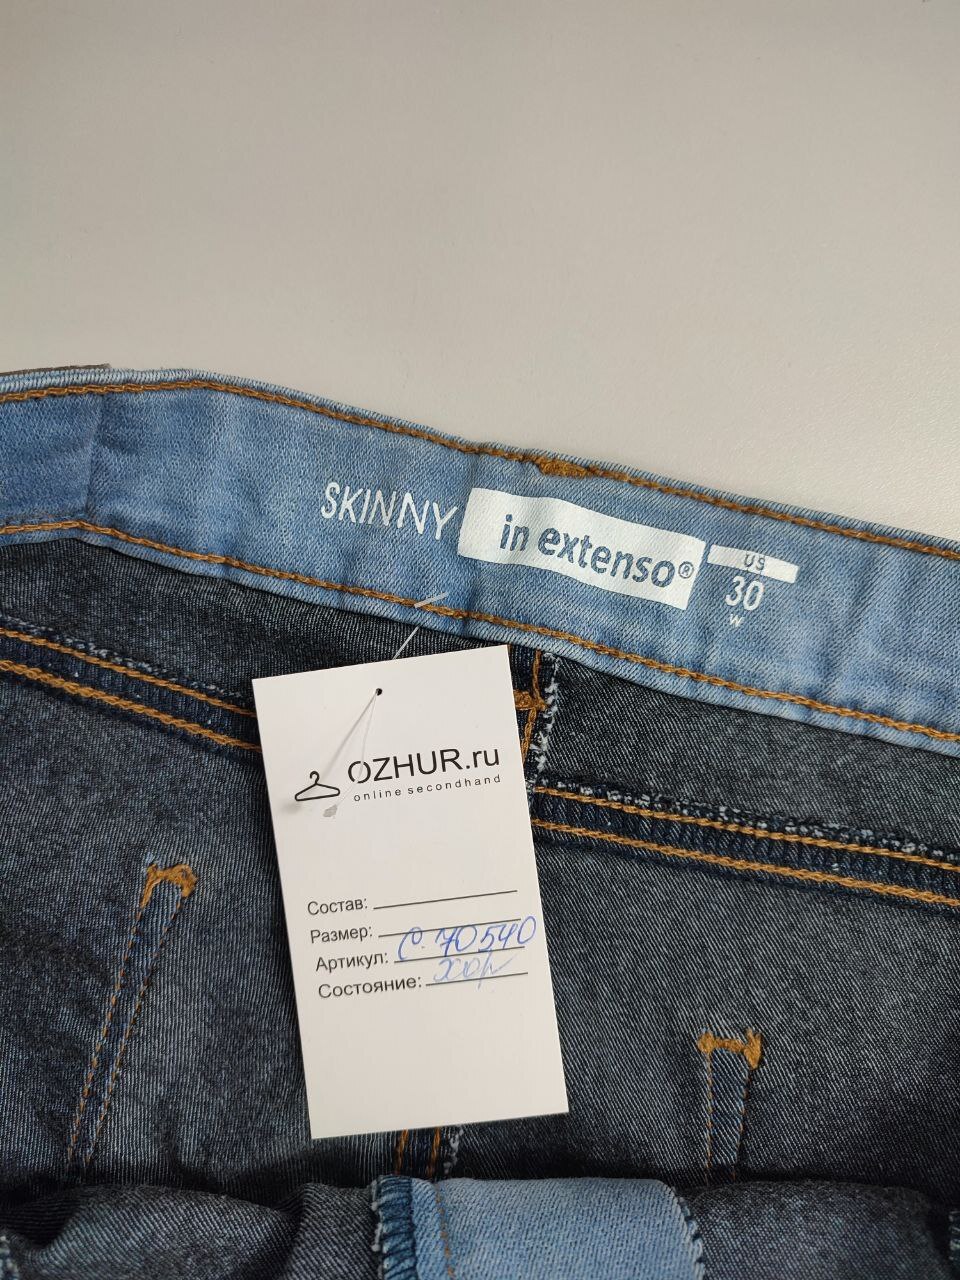 SKINNY
in extenso®
US
30
W
OZHUR.ru
online secondhand
Состав:
Размер:
Артикул: С. 70540
Состояние: хор